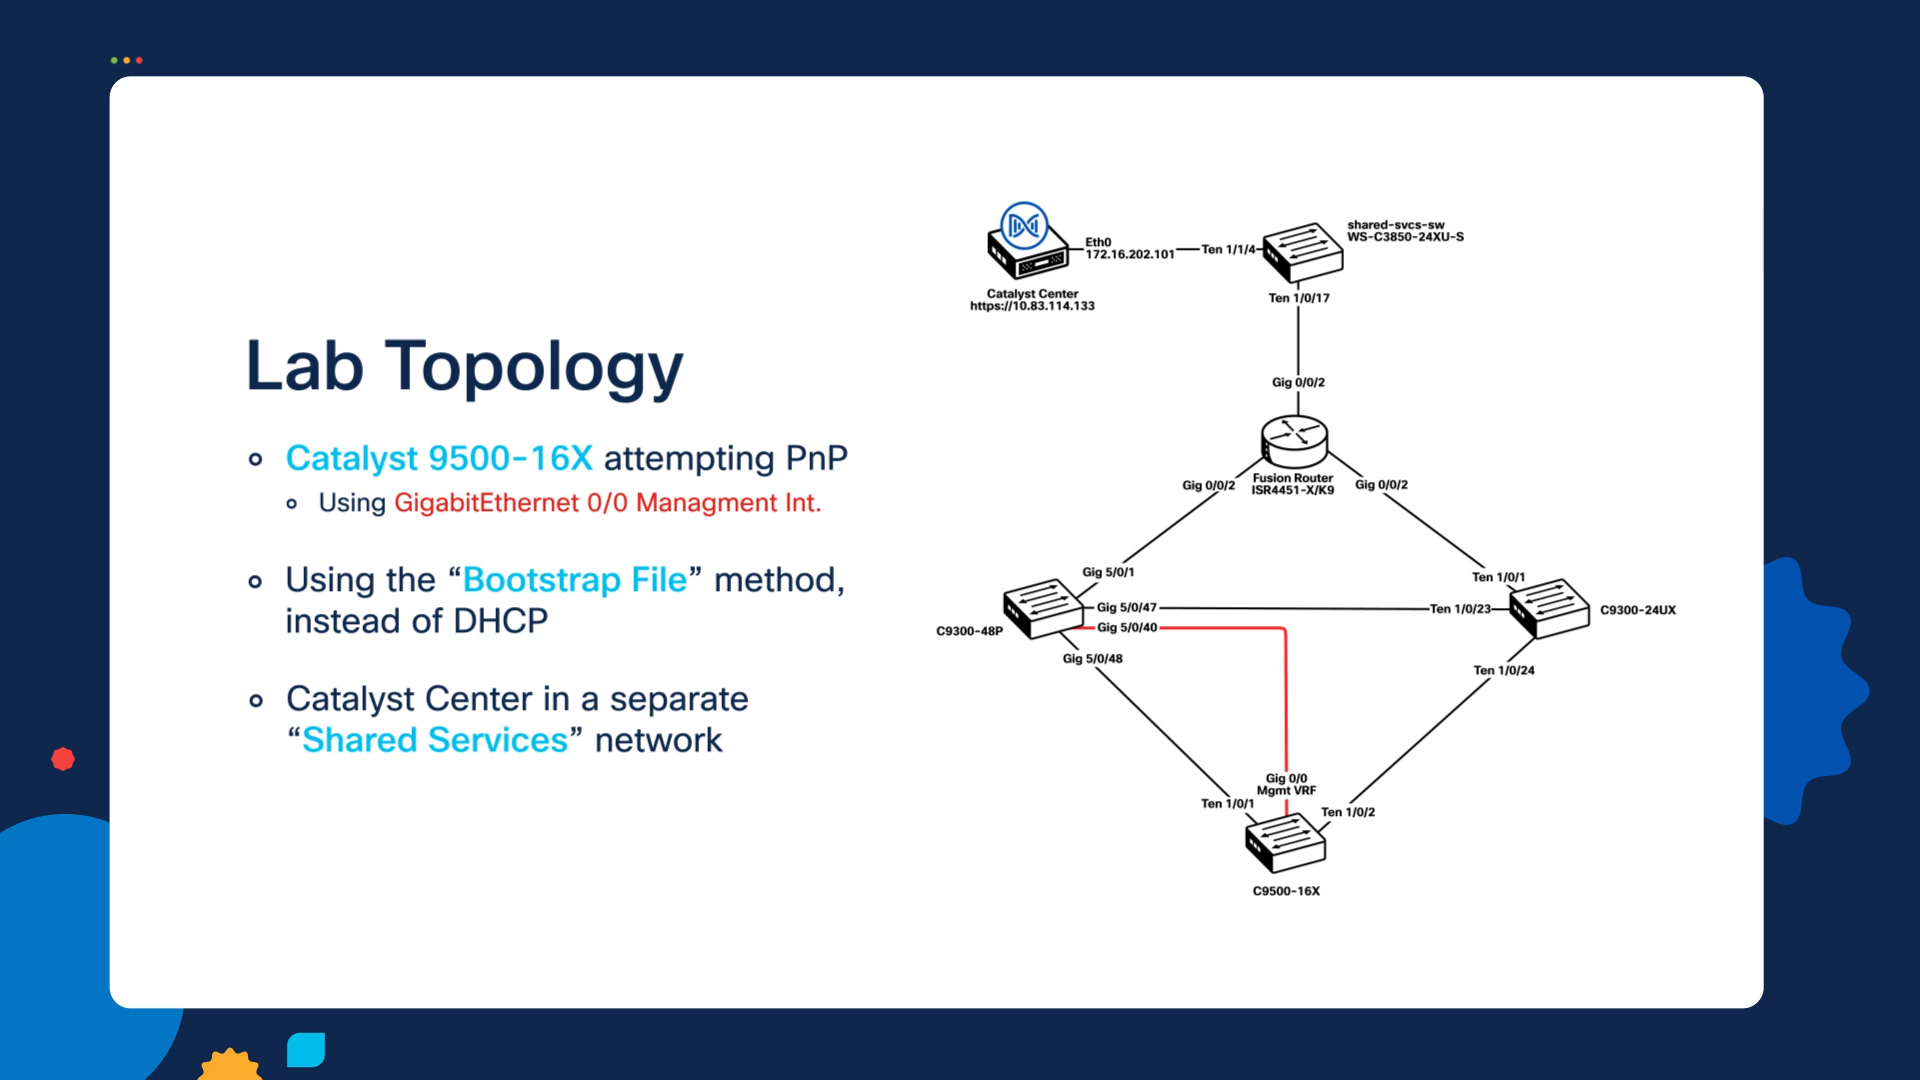 Lab Topology
Catalyst 9500-16X attempting PnP
Using GigabitEthernet 0/0 Managment Int.
Using the “Bootstrap File” method,
instead of DHCP
Catalyst Center in a separate
“Shared Services” network
Eth0
172.16.202.101
Ten 1/1/4
shared-svcs-sw
WS-C3850-24XU-S
Catalyst Center
https://10.83.114.133
Ten 1/0/17
Gig 0/0/2
Fusion Router
ISR4451-X/K9
Gig 0/0/2
Gig 0/0/2
Gig 5/0/1
Ten 1/0/1
Gig 5/0/47
Ten 1/0/23
C9300-24UX
C9300-48P
Gig 5/0/40
Gig 5/0/48
Ten 1/0/24
Gig 0/0
Mgmt VRF
Ten 1/0/1
Ten 1/0/2
C9500-16X